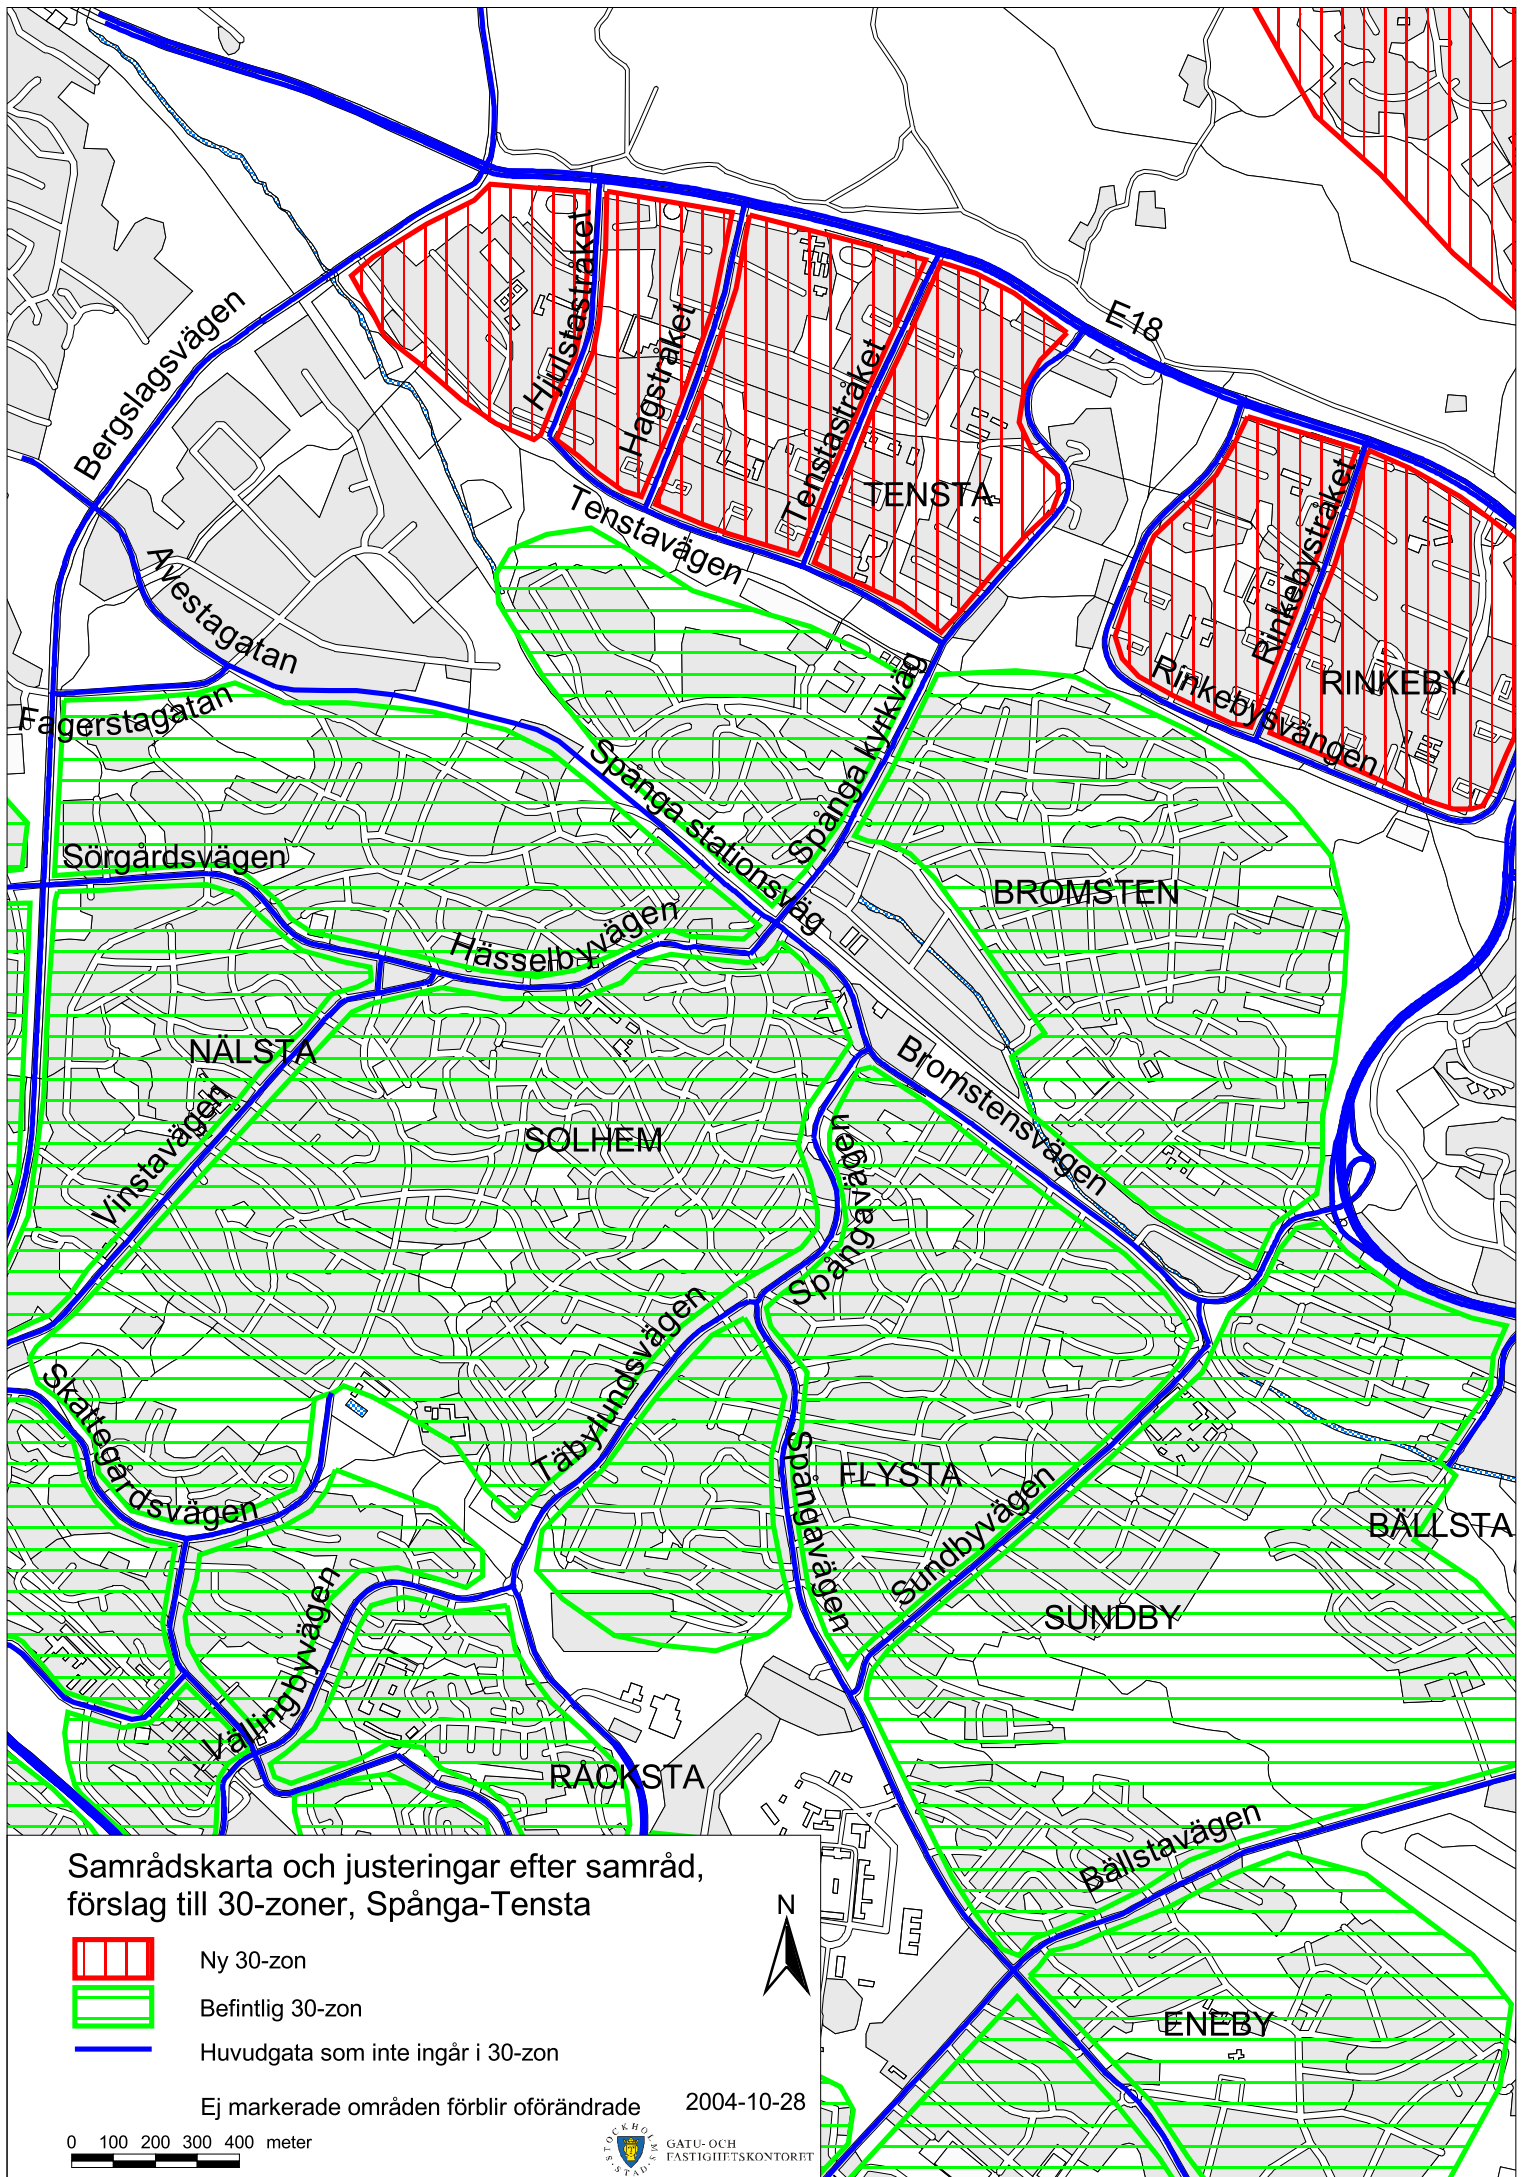 E18
Bergslagsvägen
Hjulstastråket
Hagstråket
Tenstastråket
TENSTA
Tenstavägen
Rinkebystråket
Rinkebysvängen
RINKEBY
Avestagatan
Fagerstagatan
Spånga kyrkväg
Spånga stationsväg
Sörgårdsvägen
Hässelbyvägen
BROMSTEN
NÄLSTA
Vinstavägen
SOLHEM
Bromstensvägen
Spångavägen
Täbylundsvägen
Skattegårdsvägen
Spångavägen
FLYSTA
Sundbyvägen
BÄLLSTA
SUNDBY
Vällingbyvägen
RÅCKSTA
Bällstavägen
ENEBY
Samrådskarta och justeringar efter samråd,
förslag till 30-zoner, Spånga-Tensta
N
Ny 30-zon
Befintlig 30-zon
Huvudgata som inte ingår i 30-zon
Ej markerade områden förblir oförändrade
2004-10-28
0 100 200 300 400 meter
STOCKHOLMS STAD
GATU- OCH
FASTIGHETSKONTORET